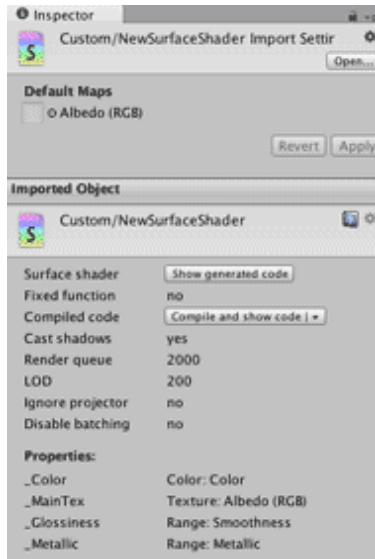 Inspector
Custom/NewSurfaceShader Import Settir
Open...
Default Maps
Albedo (RGB)
Revert Apply
Imported Object
Custom/NewSurfaceShader
Surface shader Show generated code
Fixed function no
Compiled code Compile and show code | ▾
Cast shadows yes
Render queue 2000
LOD 200
Ignore projector no
Disable batching no
Properties:
_Color Color: Color
_MainTex Texture: Albedo (RGB)
_Glossiness Range: Smoothness
_Metallic Range: Metallic